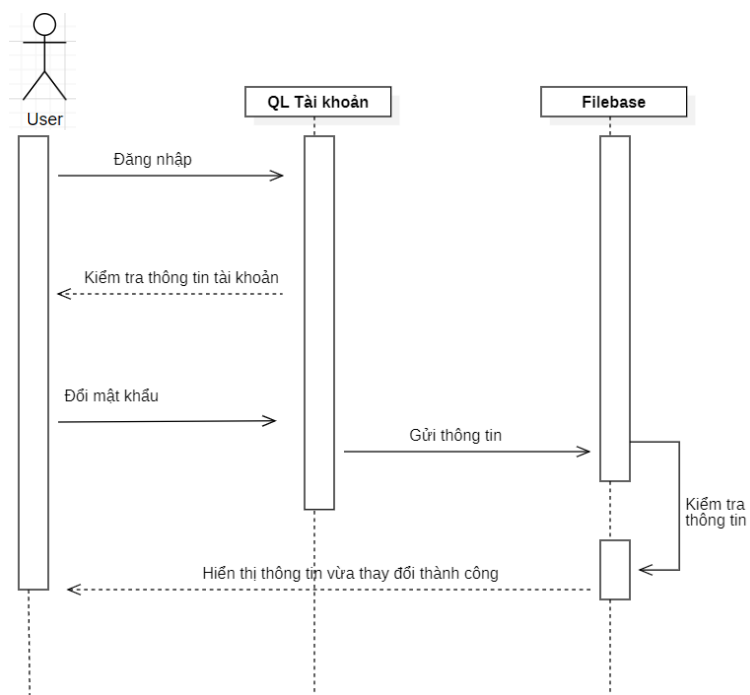 User
QL Tài khoản
Filebase
Đăng nhập
Kiểm tra thông tin tài khoản
Đổi mật khẩu
Gửi thông tin
Kiểm tra
thông tin
Hiển thị thông tin vừa thay đổi thành công